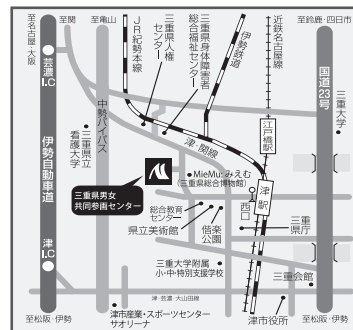 至名古屋・大阪
至関
至亀山
至鈴鹿・四日市
芸濃I.C
伊勢自動車道
津I.C
中勢バイパス
三重県立看護大学
JR紀勢本線
三重県人権センター
三重県身体障害者総合福祉センター
伊勢鉄道
近鉄名古屋線
国道23号
三重大学
江戸橋駅
津・関線
MieMu:みえむ
(三重県総合博物館)
三重県男女
共同参画センター
総合教育
センター
県立美術館
偕楽
公園
西口
津駅
三重
県庁
三重大学附属
小・中・特別支援学校
三重会館
津・芸濃・大山田線
津市産業・スポーツセンター
サオリーナ
津市役所
至松阪・伊勢
至松阪・伊勢